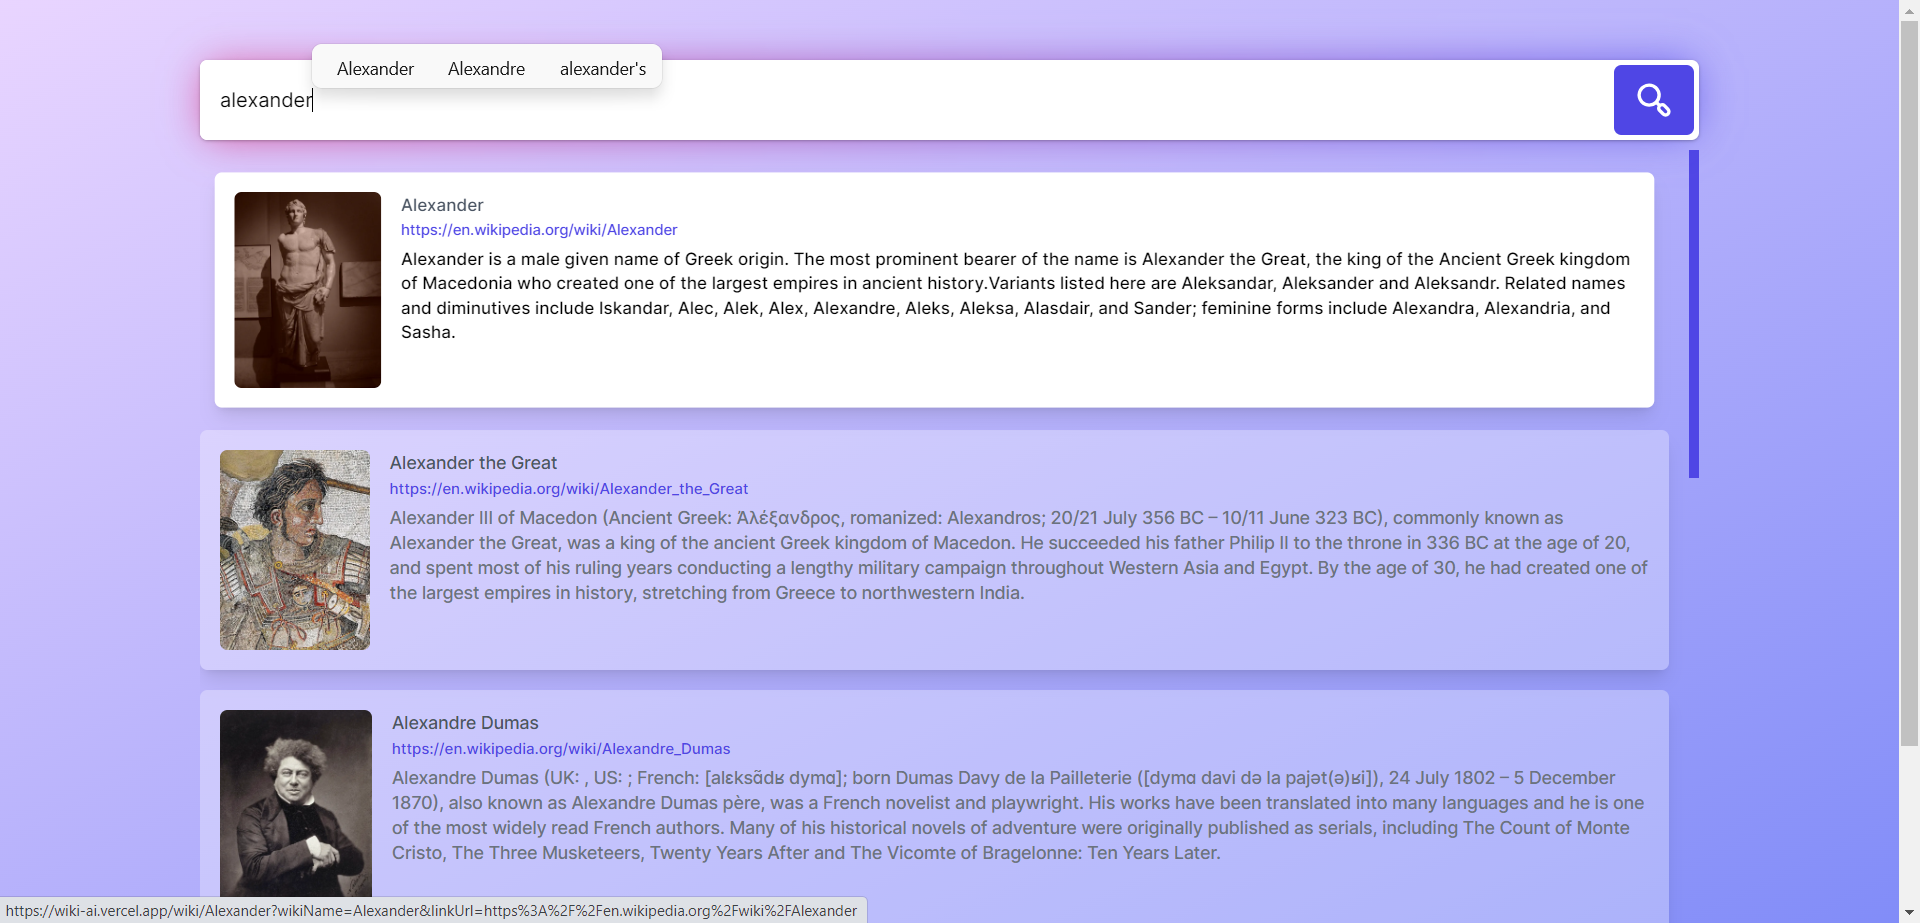 Alexander Alexandre alexander's
alexander
Alexander
https://en.wikipedia.org/wiki/Alexander
Alexander is a male given name of Greek origin. The most prominent bearer of the name is Alexander the Great, the king of the Ancient Greek kingdom
of Macedonia who created one of the largest empires in ancient history.Variants listed here are Aleksandar, Aleksander and Aleksandr. Related names
and diminutives include Iskandar, Alec, Alek, Alex, Alexandre, Aleks, Aleksa, Alasdair, and Sander; feminine forms include Alexandra, Alexandria, and
Sasha.
Alexander the Great
https://en.wikipedia.org/wiki/Alexander_the_Great
Alexander III of Macedon (Ancient Greek: Ἀλέξανδρος, romanized: Alexandros; 20/21 July 356 BC – 10/11 June 323 BC), commonly known as
Alexander the Great, was a king of the ancient Greek kingdom of Macedon. He succeeded his father Philip II to the throne in 336 BC at the age of 20,
and spent most of his ruling years conducting a lengthy military campaign throughout Western Asia and Egypt. By the age of 30, he had created one of
the largest empires in history, stretching from Greece to northwestern India.
Alexandre Dumas
https://en.wikipedia.org/wiki/Alexandre_Dumas
Alexandre Dumas (UK: , US: ; French: [alɛksɑ̃dʁ dymɑ]; born Dumas Davy de la Pailleterie ([dymɑ davi də la pajət(ə)ʁi]), 24 July 1802 – 5 December
1870), also known as Alexandre Dumas père, was a French novelist and playwright. His works have been translated into many languages and he is one
of the most widely read French authors. Many of his historical novels of adventure were originally published as serials, including The Count of Monte
Cristo, The Three Musketeers, Twenty Years After and The Vicomte of Bragelonne: Ten Years Later.
https://wiki-ai.vercel.app/wiki/Alexander?wikiName=Alexander&linkUrl=https%3A%2F%2Fen.wikipedia.org%2Fwiki%2FAlexander